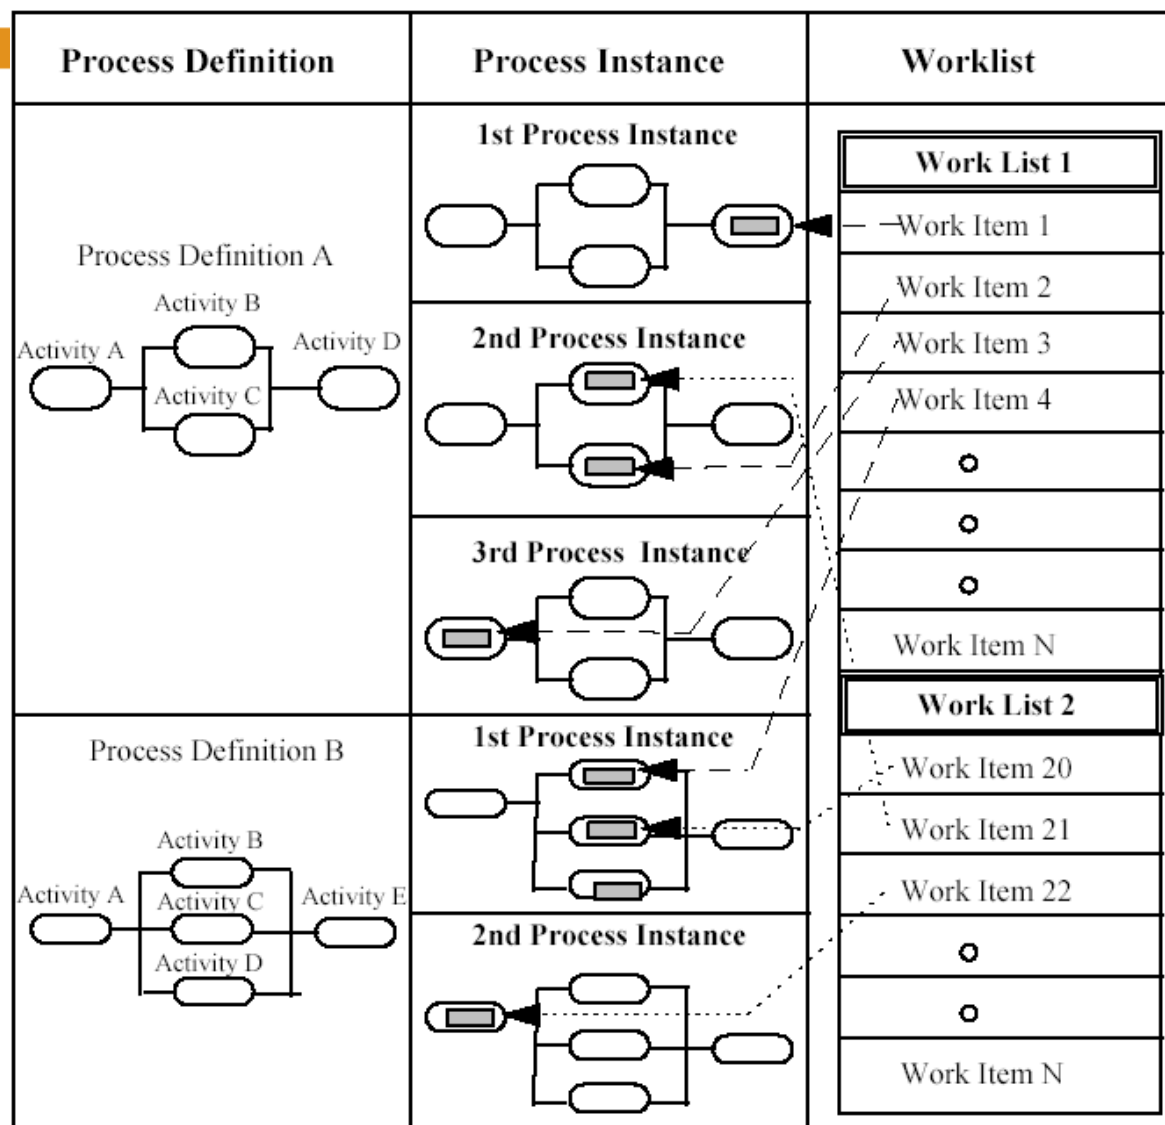 Process Definition
Process Instance
Worklist
Process Definition A
Activity A
Activity B
Activity C
Activity D
Process Definition B
Activity A
Activity B
Activity C
Activity D
Activity E
1st Process Instance
2nd Process Instance
3rd Process Instance
1st Process Instance
2nd Process Instance
Work List 1
Work Item 1
Work Item 2
Work Item 3
Work Item 4
Work Item N
Work List 2
Work Item 20
Work Item 21
Work Item 22
Work Item N